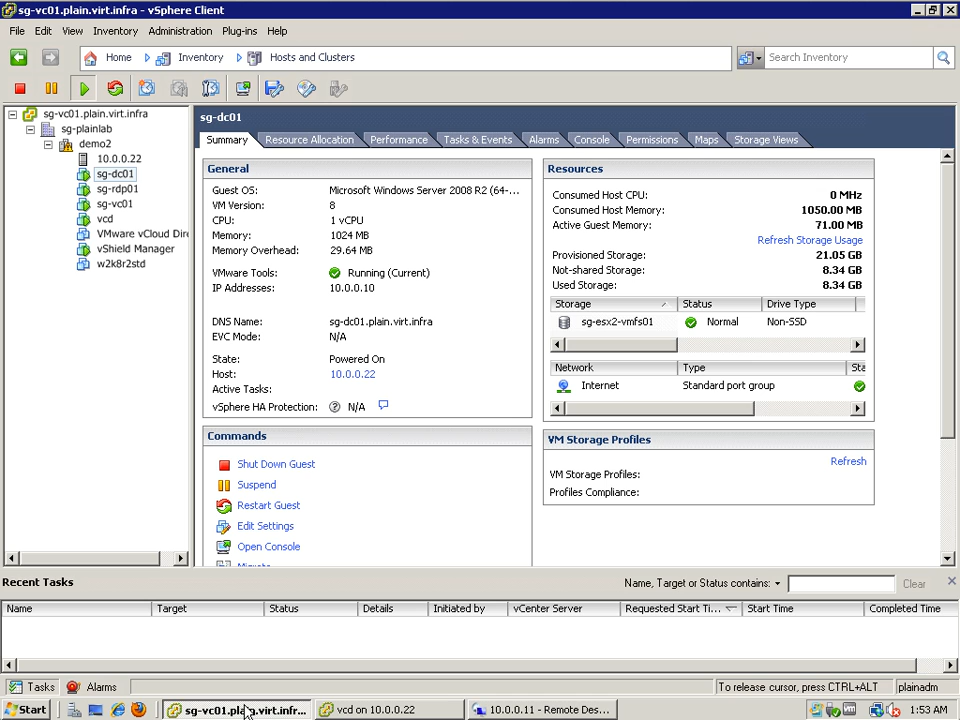 sg-vc01.plain.virt.infra - vSphere Client
File Edit View Inventory Administration Plug-ins Help
Home Inventory Hosts and Clusters
Search Inventory
sg-vc01.plain.virt.infra
sg-plainlab
demo2
10.0.0.22
sg-dc01
sg-rdp01
sg-vc01
vcd
VMware vCloud Dire
vShield Manager
w2k8r2std
sg-dc01
Summary Resource Allocation Performance Tasks & Events Alarms Console Permissions Maps Storage Views
General
Guest OS: Microsoft Windows Server 2008 R2 (64-...
VM Version: 8
CPU: 1 vCPU
Memory: 1024 MB
Memory Overhead: 29.64 MB
VMware Tools: Running (Current)
IP Addresses: 10.0.0.10
DNS Name: sg-dc01.plain.virt.infra
EVC Mode: N/A
State: Powered On
Host: 10.0.0.22
Active Tasks:
vSphere HA Protection: N/A
Commands
Shut Down Guest
Suspend
Restart Guest
Edit Settings
Open Console
Migrate
Resources
Consumed Host CPU: 0 MHz
Consumed Host Memory: 1050.00 MB
Active Guest Memory: 71.00 MB
Refresh Storage Usage
Provisioned Storage: 21.05 GB
Not-shared Storage: 8.34 GB
Used Storage: 8.34 GB
Storage Status Drive Type
sg-esx2-vmfs01 Normal Non-SSD
Network Type Sta
Internet Standard port group
VM Storage Profiles
Refresh
VM Storage Profiles:
Profiles Compliance:
Recent Tasks
Name, Target or Status contains: Clear
Name Target Status Details Initiated by vCenter Server Requested Start Ti... Start Time Completed Time
Tasks Alarms
To release cursor, press CTRL+ALT plainadm
Start sg-vc01.plain.virt.infr... vcd on 10.0.0.22 10.0.0.11 - Remote Des... 1:53 AM